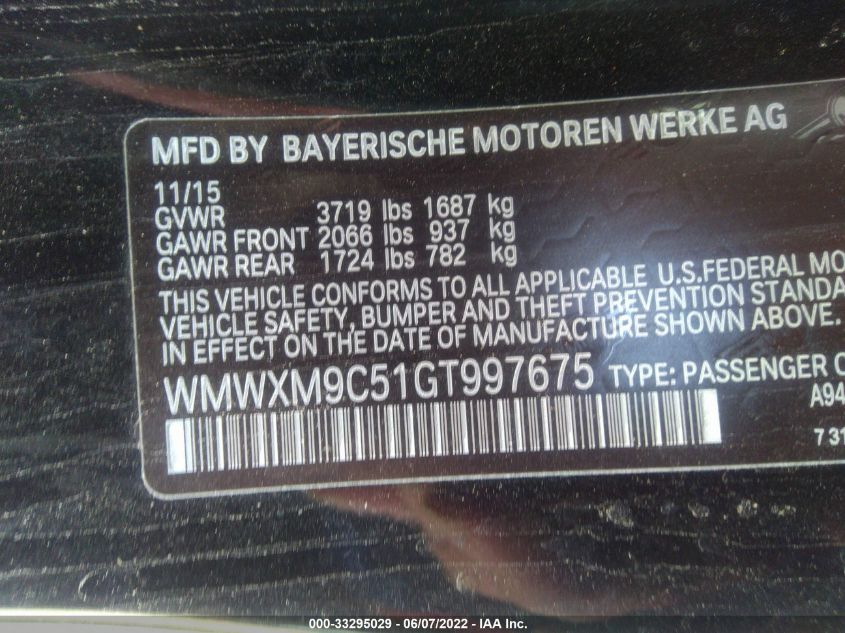 MFD BY BAYERISCHE MOTOREN WERKE AG
11/15
GVWR 3719 lbs 1687 kg
GAWR FRONT 2066 lbs 937 kg
GAWR REAR 1724 lbs 782 kg
THIS VEHICLE CONFORMS TO ALL APPLICABLE U.S.FEDERAL MO
VEHICLE SAFETY, BUMPER AND THEFT PREVENTION STANDA
IN EFFECT ON THE DATE OF MANUFACTURE SHOWN ABOVE.
WMWXM9C51GT997675 TYPE: PASSENGER C
A94
7 31
000-33295029 - 06/07/2022 - IAA Inc.